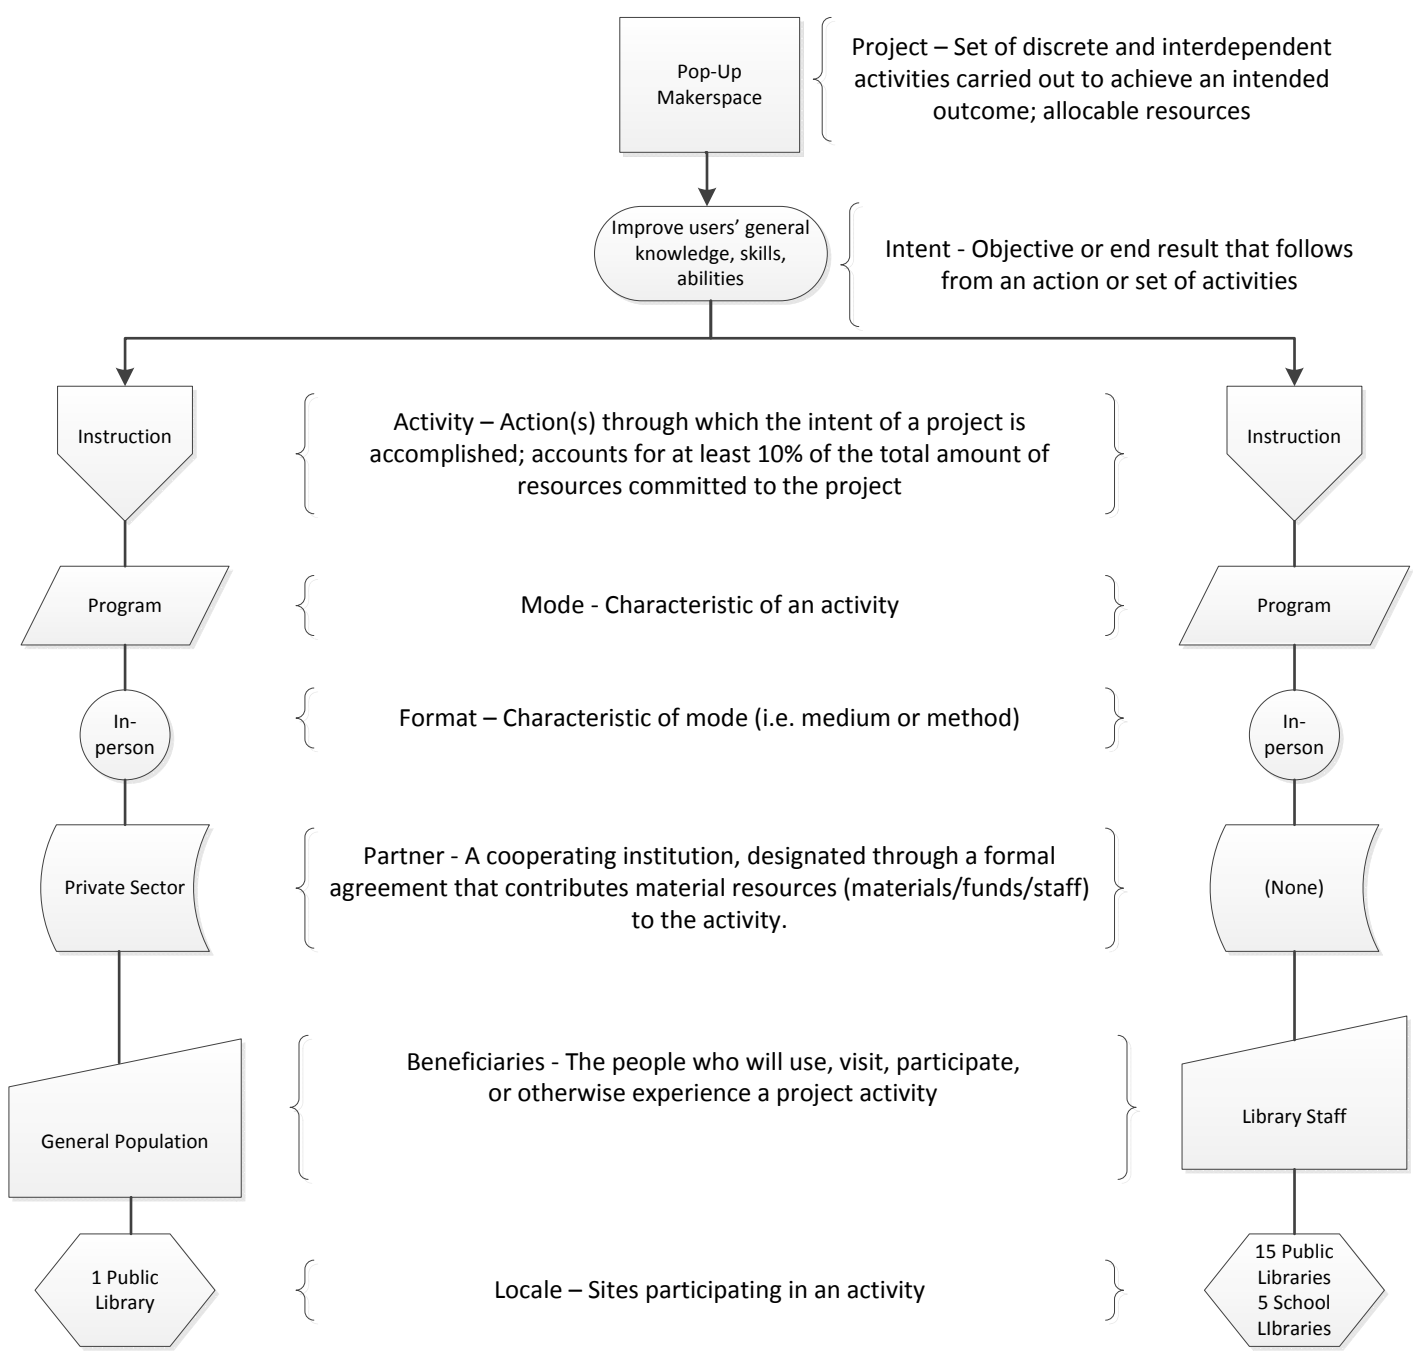 Pop-Up
Makerspace
Project – Set of discrete and interdependent
activities carried out to achieve an intended
outcome; allocable resources
Improve users’ general
knowledge, skills,
abilities
Intent - Objective or end result that follows
from an action or set of activities
Instruction
Activity – Action(s) through which the intent of a project is
accomplished; accounts for at least 10% of the total amount of
resources committed to the project
Instruction
Program
Mode - Characteristic of an activity
Program
In-
person
Format – Characteristic of mode (i.e. medium or method)
In-
person
Private Sector
Partner - A cooperating institution, designated through a formal
agreement that contributes material resources (materials/funds/staff)
to the activity.
(None)
General Population
Beneficiaries - The people who will use, visit, participate,
or otherwise experience a project activity
Library Staff
1 Public
Library
Locale – Sites participating in an activity
15 Public
Libraries
5 School
LIbraries